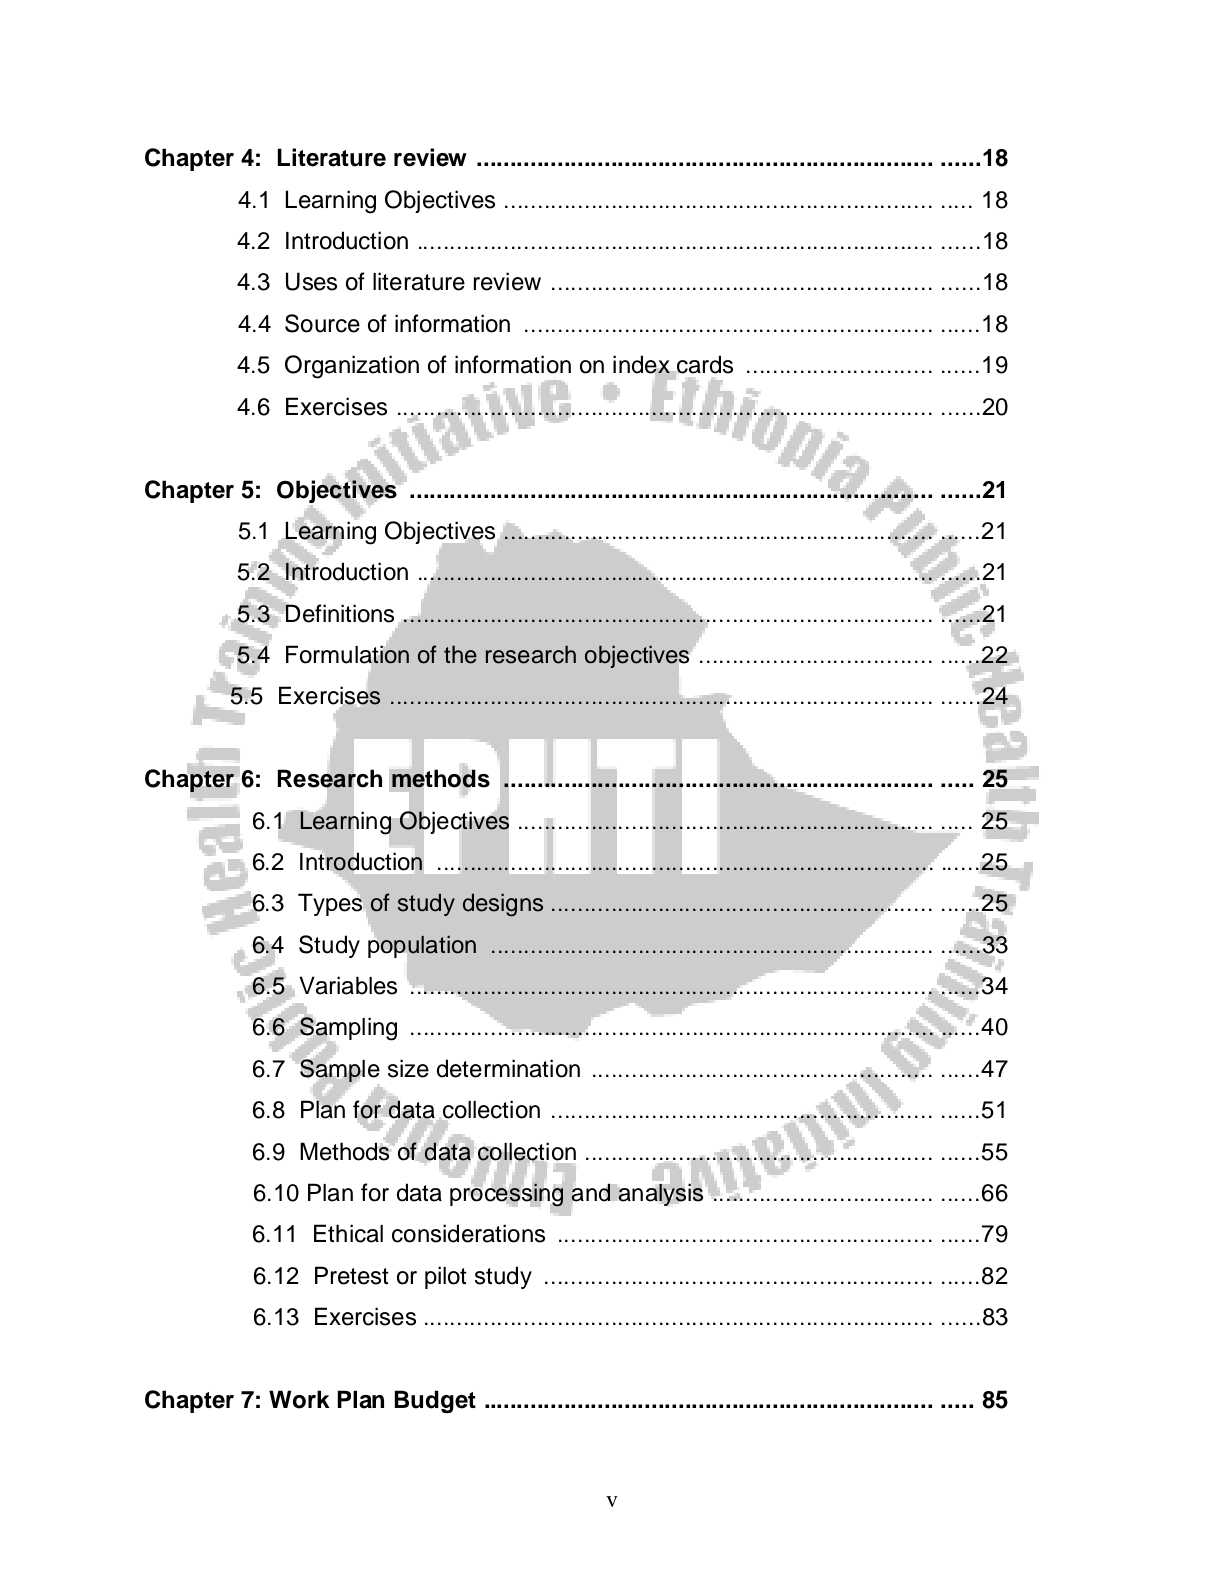 Chapter 4:  Literature review .................................................................... ......18
4.1  Learning Objectives ................................................................ ..... 18
4.2  Introduction ............................................................................. ......18
4.3  Uses of literature review ......................................................... ......18
4.4  Source of information ............................................................. ......18
4.5  Organization of information on index cards ............................ ......19
4.6  Exercises ................................................................................ ......20
Chapter 5:  Objectives .............................................................................. ......21
5.1  Learning Objectives ................................................................ ......21
5.2  Introduction ............................................................................. ......21
5.3  Definitions ............................................................................... ......21
5.4  Formulation of the research objectives ................................... ......22
5.5  Exercises ................................................................................. ......24
Chapter 6:  Research methods ................................................................ ..... 25
6.1  Learning Objectives .............................................................. ..... 25
6.2  Introduction .......................................................................... ......25
6.3  Types of study designs ......................................................... ......25
6.4  Study population .................................................................. ......33
6.5  Variables .............................................................................. ......34
6.6  Sampling .............................................................................. ......40
6.7  Sample size determination ................................................... ......47
6.8  Plan for data collection ......................................................... ......51
6.9  Methods of data collection .................................................... ......55
6.10 Plan for data processing and analysis ................................. ......66
6.11  Ethical considerations ........................................................ ......79
6.12  Pretest or pilot study .......................................................... ......82
6.13  Exercises ............................................................................ ......83
Chapter 7: Work Plan Budget ................................................................... ..... 85
Ethiopia Public Health Training Initiative • Ethiopia Public Health Training Initiative •
EPHTI
v